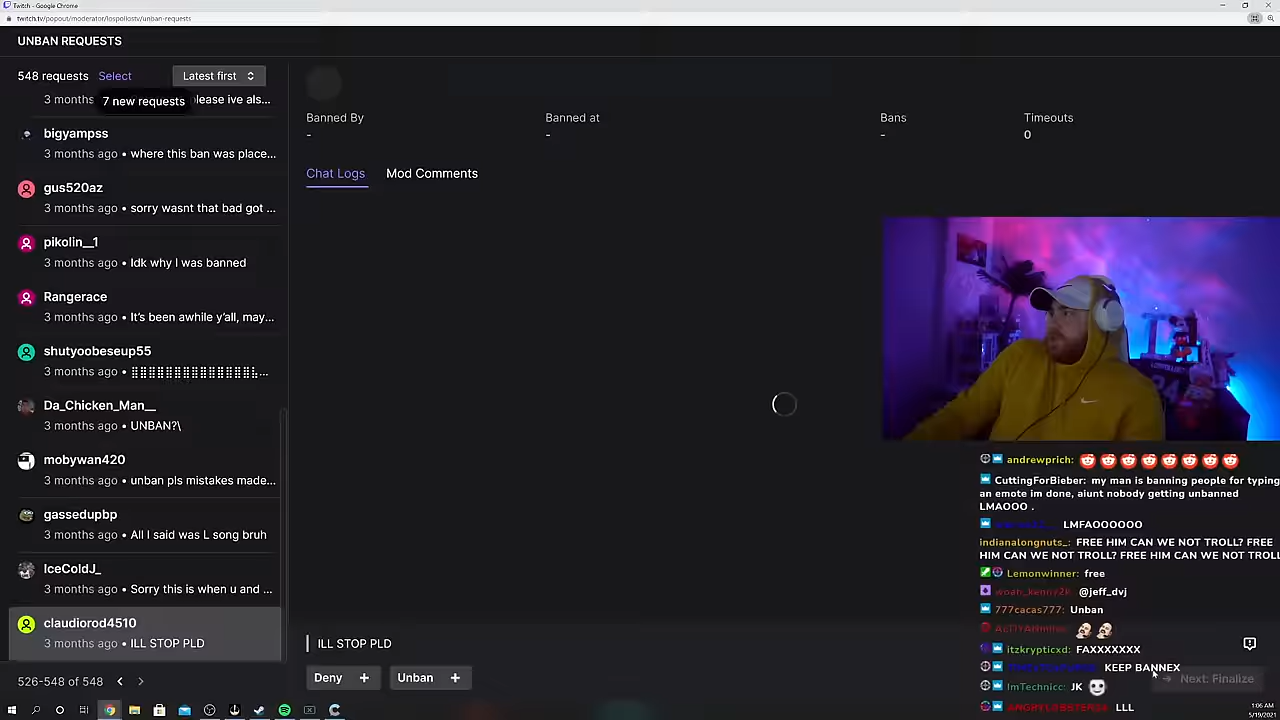 Twitch - Google Chrome
twitch.tv/popout/moderator/lospollostv/unban-requests
UNBAN REQUESTS
548 requests Select Latest first
3 months lease ive als...
7 new requests
bigyampss
3 months ago • where this ban was place...
gus520az
3 months ago • sorry wasnt that bad got ...
pikolin__1
3 months ago • Idk why I was banned
Rangerace
3 months ago • It's been awhile y'all, may...
shutyoobeseup55
3 months ago •
Da_Chicken_Man__
3 months ago • UNBAN?\
mobywan420
3 months ago • unban pls mistakes made...
gassedupbp
3 months ago • All I said was L song bruh
IceColdJ_
3 months ago • Sorry this is when u and ...
claudiorod4510
3 months ago • ILL STOP PLD
526-548 of 548
Banned By Banned at Bans Timeouts
- - - 0
Chat Logs Mod Comments
ILL STOP PLD
Deny + Unban +
andrewprich:
CuttingForBieber: my man is banning people for typing
an emote im done, aiunt nobody getting unbanned
LMAOOO .
LMFAOOOOOO
indianalongnuts_: FREE HIM CAN WE NOT TROLL? FREE
HIM CAN WE NOT TROLL? FREE HIM CAN WE NOT TROLL
Lemonwinner: free
woah_kenny2k: @jeff_dvj
777cacas777: Unban
itzkrypticxd: FAXXXXXXX
KEEP BANNEX
Next: Finalize
ImTechnicc: JK
LLL
1:06 AM
5/19/2021